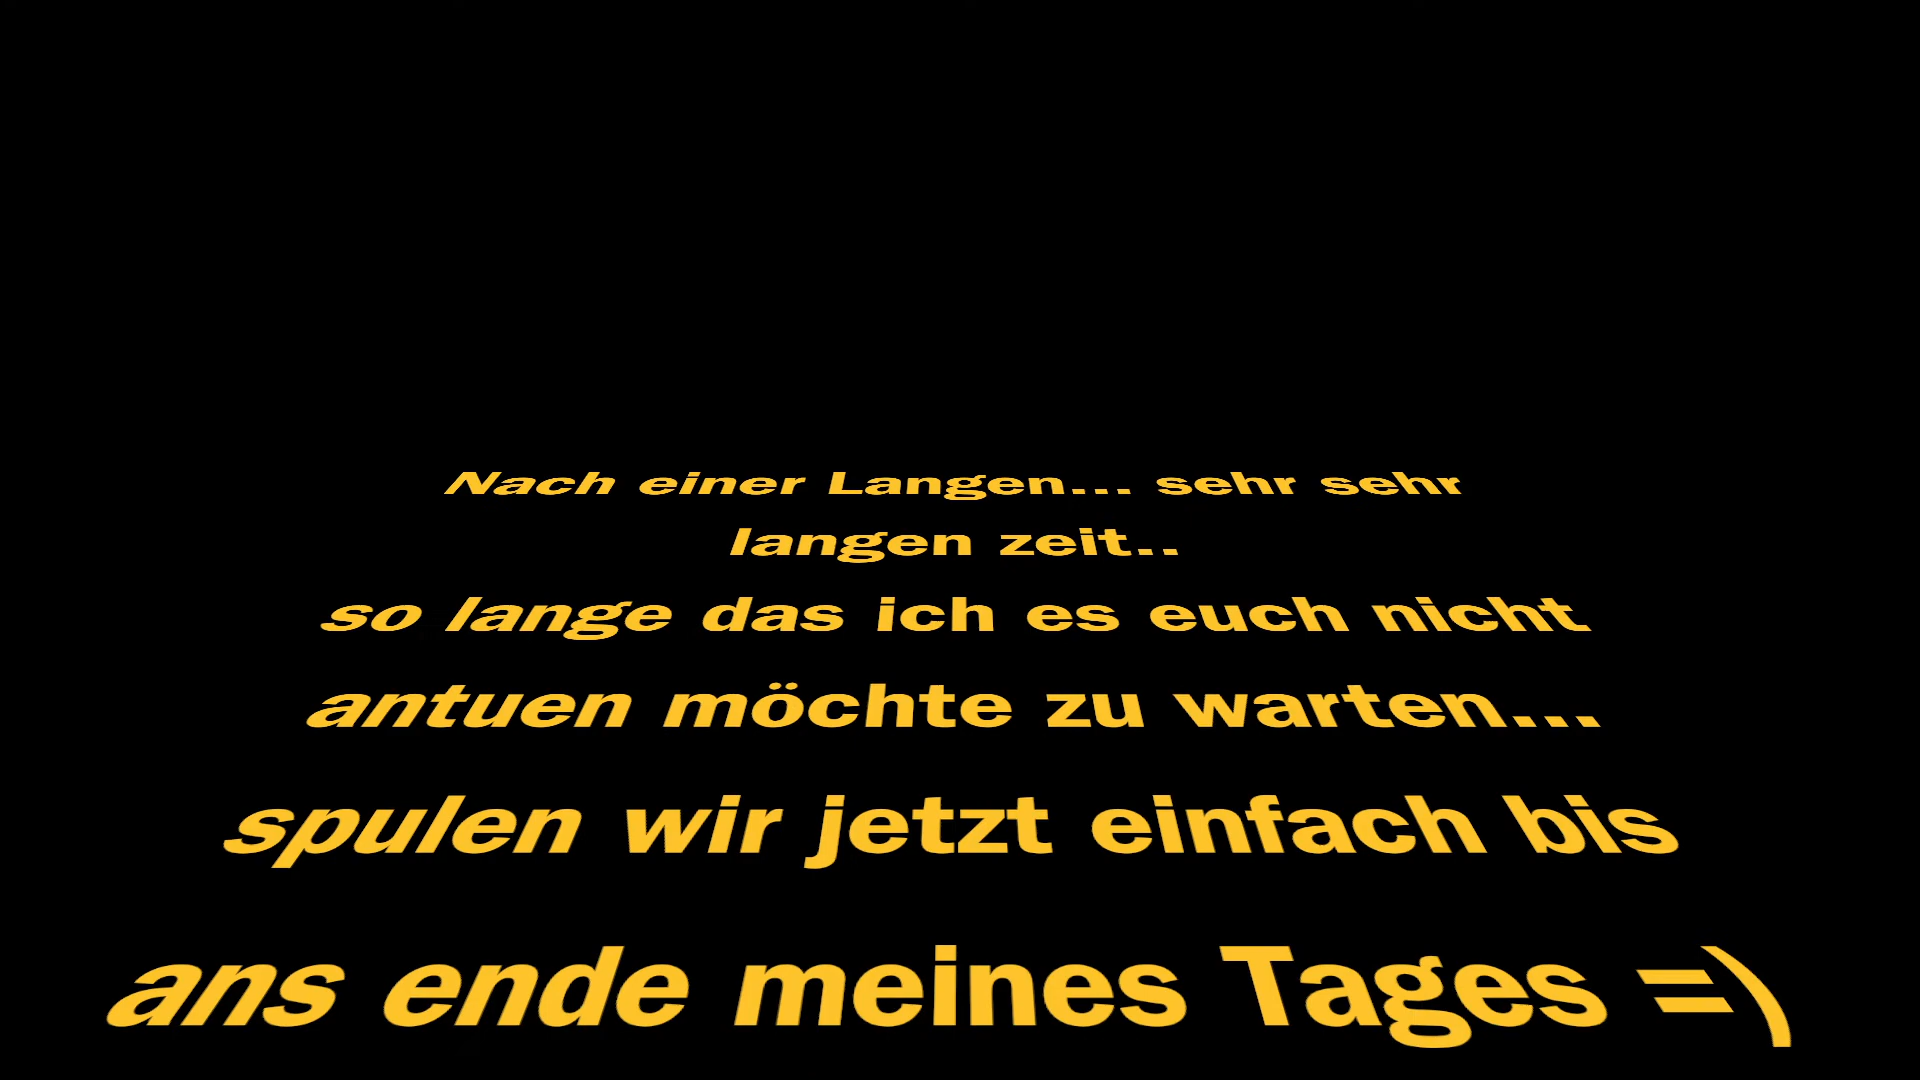 Nach einer Langen... sehr sehr
langen zeit..
so lange das ich es euch nicht
antuen möchte zu warten...
spulen wir jetzt einfach bis
ans ende meines Tages =)